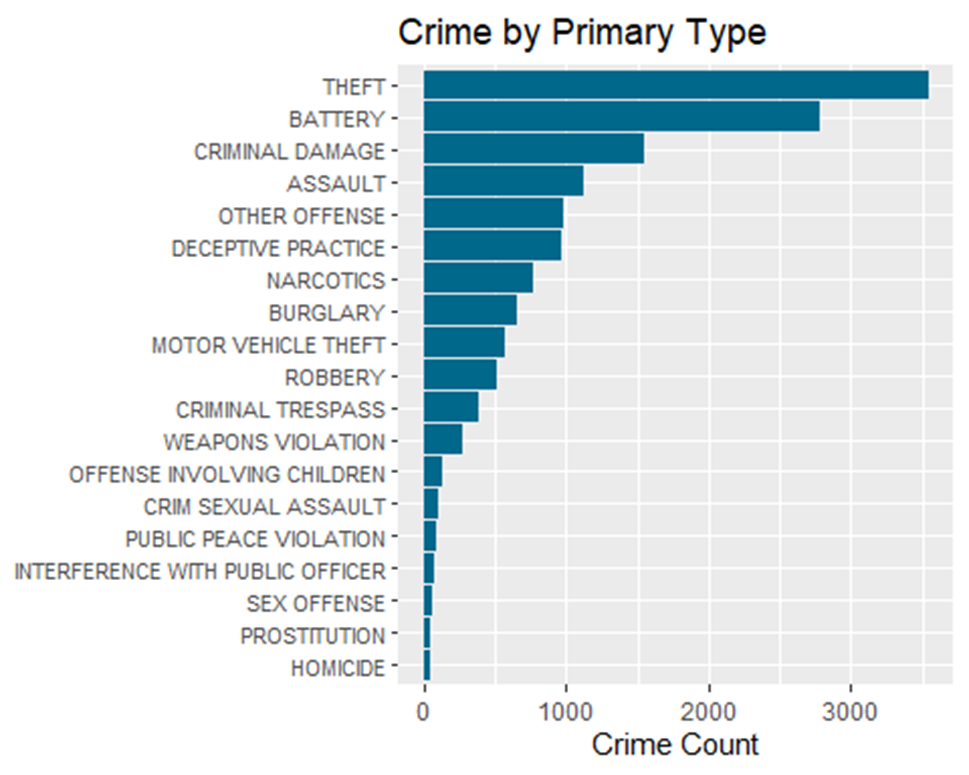 Crime by Primary Type
THEFT
BATTERY
CRIMINAL DAMAGE
ASSAULT
OTHER OFFENSE
DECEPTIVE PRACTICE
NARCOTICS
BURGLARY
MOTOR VEHICLE THEFT
ROBBERY
CRIMINAL TRESPASS
WEAPONS VIOLATION
OFFENSE INVOLVING CHILDREN
CRIM SEXUAL ASSAULT
PUBLIC PEACE VIOLATION
INTERFERENCE WITH PUBLIC OFFICER
SEX OFFENSE
PROSTITUTION
HOMICIDE
0 1000 2000 3000
Crime Count